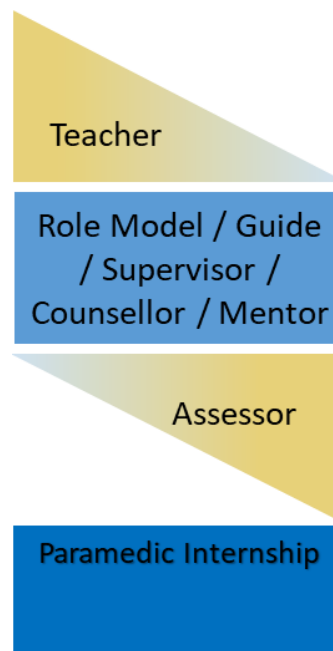 Teacher
Role Model / Guide
/ Supervisor /
Counsellor / Mentor
Assessor
Paramedic Internship